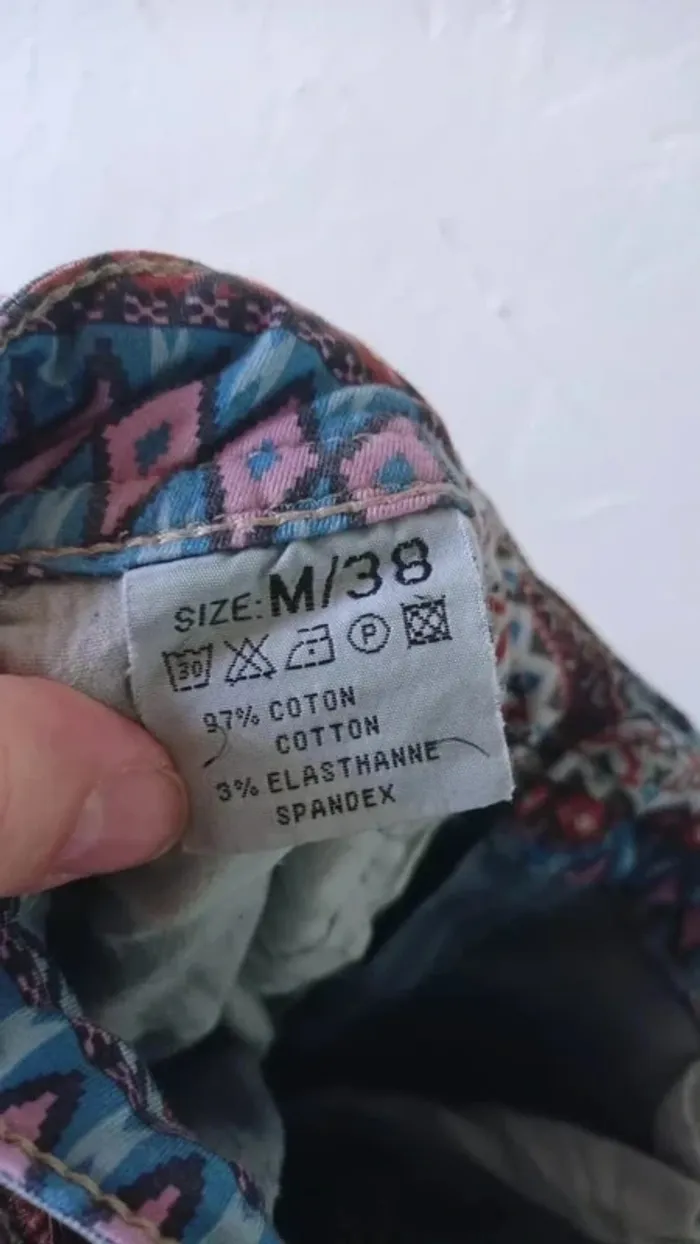 SIZE: M/38
30 P
97% COTON
COTTON
3% ELASTHANNE
SPANDEX